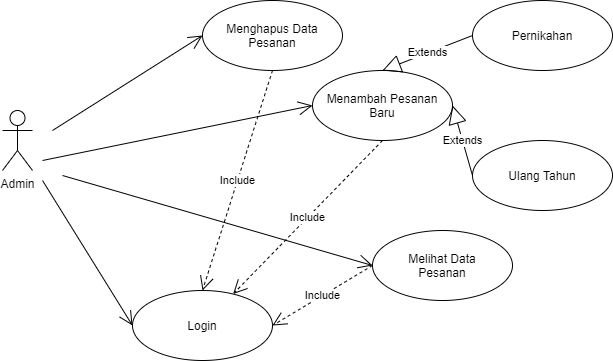 Menghapus Data
Pesanan
Extends
Pernikahan
Menambah Pesanan
Baru
Extends
Ulang Tahun
Admin
Include
Include
Melihat Data
Pesanan
Include
Login